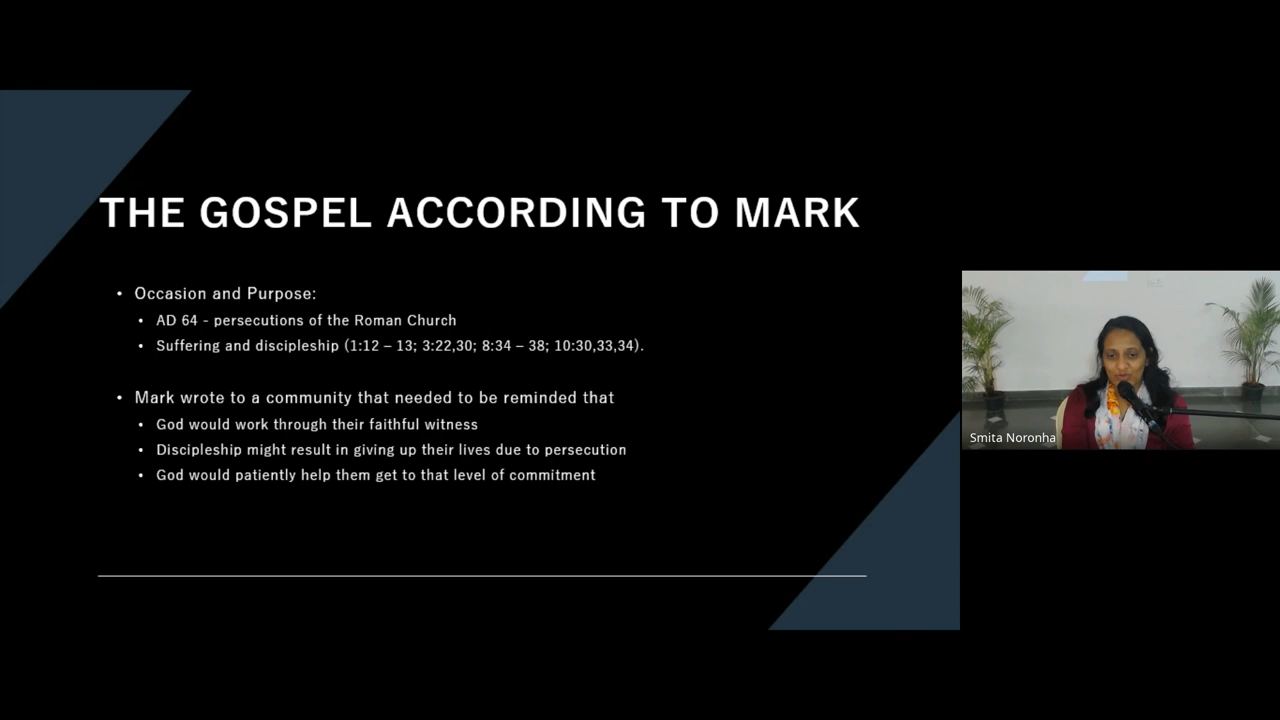 THE GOSPEL ACCORDING TO MARK
• Occasion and Purpose:
• AD 64 - persecutions of the Roman Church
• Suffering and discipleship (1:12 – 13; 3:22,30; 8:34 – 38; 10:30,33,34).
• Mark wrote to a community that needed to be reminded that
• God would work through their faithful witness
• Discipleship might result in giving up their lives due to persecution
• God would patiently help them get to that level of commitment
Smita Noronha